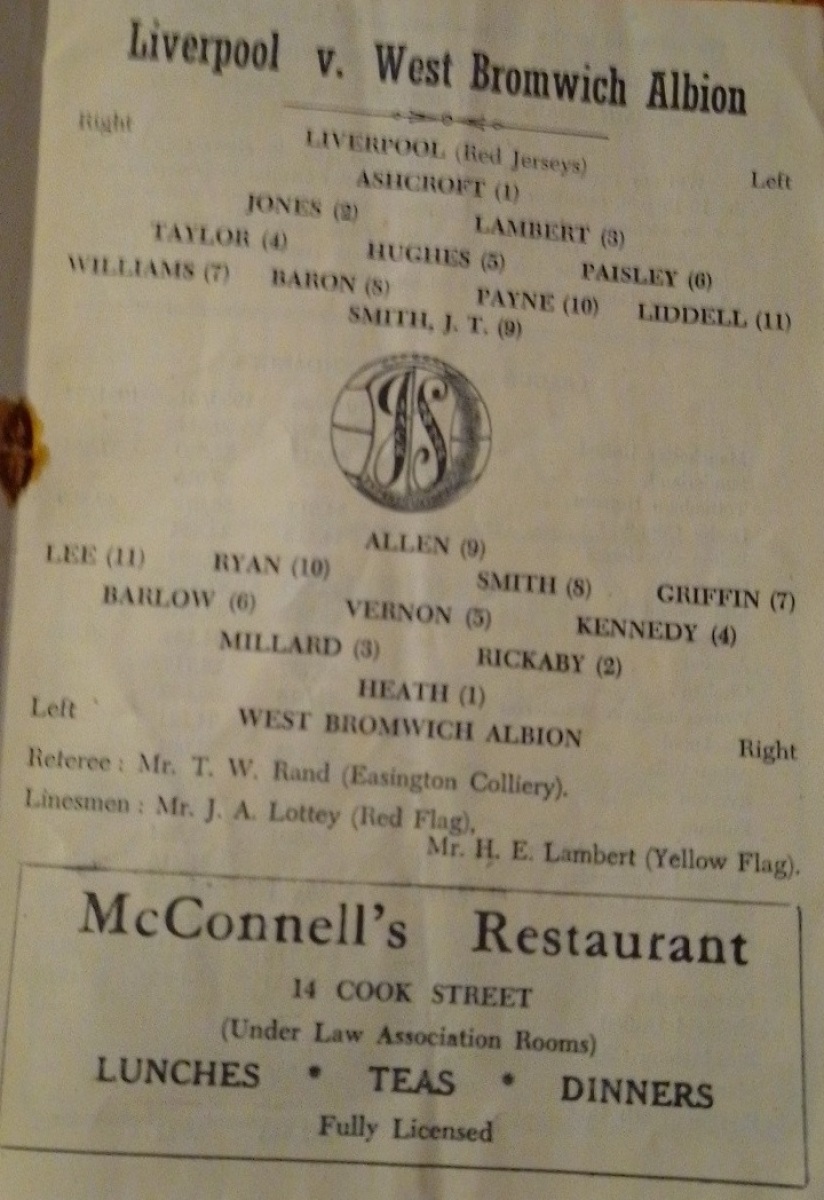 Liverpool v. West Bromwich Albion
Right
LIVERPOOL (Red Jerseys)
Left
ASHCROFT (1)
JONES (2) LAMBERT (3)
TAYLOR (4) HUGHES (5) PAISLEY (6)
WILLIAMS (7) BARON (8) PAYNE (10) LIDDELL (11)
SMITH, J. T. (9)
ALLEN (9)
LEE (11) RYAN (10) SMITH (8) GRIFFIN (7)
BARLOW (6) VERNON (5) KENNEDY (4)
MILLARD (3) RICKABY (2)
HEATH (1)
Left WEST BROMWICH ALBION Right
Referee : Mr. T. W. Rand (Easington Colliery).
Linesmen : Mr. J. A. Lottey (Red Flag),
Mr. H. E. Lambert (Yellow Flag).
McConnell's Restaurant
14 COOK STREET
(Under Law Association Rooms)
LUNCHES * TEAS * DINNERS
Fully Licensed